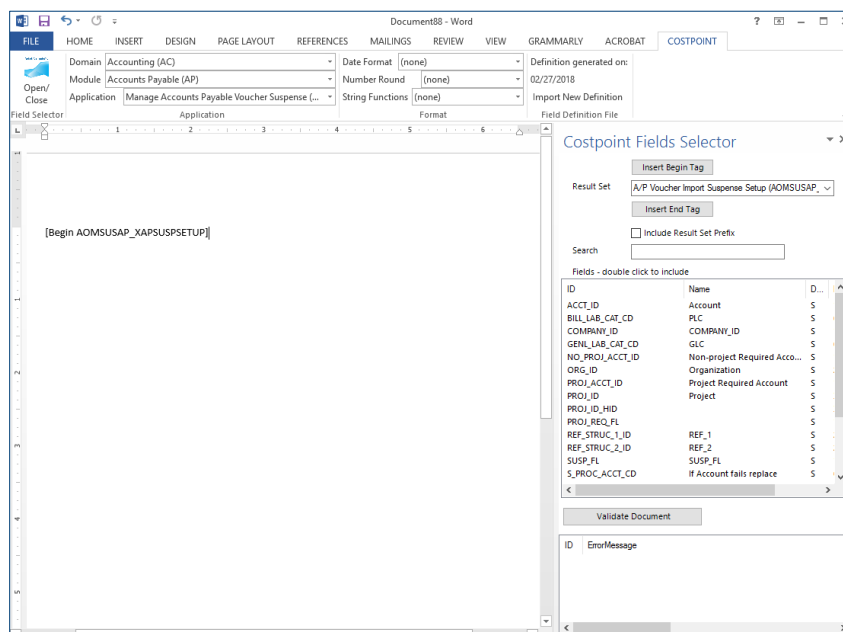 Document88 - Word
FILE HOME INSERT DESIGN PAGE LAYOUT REFERENCES MAILINGS REVIEW VIEW GRAMMARLY ACROBAT COSTPOINT
Domain Accounting (AC) Date Format (none) Definition generated on:
Module Accounts Payable (AP) Number Round (none) 02/27/2018
Open/
Close
Application Manage Accounts Payable Voucher Suspense (... String Functions (none) Import New Definition
Field Selector Application Format Field Definition File
1 2 3 4 5 6
Costpoint Fields Selector
Insert Begin Tag
Result Set A/P Voucher Import Suspense Setup (AOMSUSAP_
Insert End Tag
[Begin AOMSUSAP_XAPSUSPSETUP]
Include Result Set Prefix
Search
Fields - double click to include
ID Name D...
ACCT_ID Account S
BILL_LAB_CAT_CD PLC S
COMPANY_ID COMPANY_ID S
GENL_LAB_CAT_CD GLC S
NO_PROJ_ACCT_ID Non-project Required Acco... S
ORG_ID Organization S
PROJ_ACCT_ID Project Required Account S
PROJ_ID Project S
PROJ_ID_HID S
PROJ_REQ_FL S
REF_STRUC_1_ID REF_1 S
REF_STRUC_2_ID REF_2 S
SUSP_FL SUSP_FL S
S_PROC_ACCT_CD If Account fails replace S
Validate Document
ID ErrorMessage